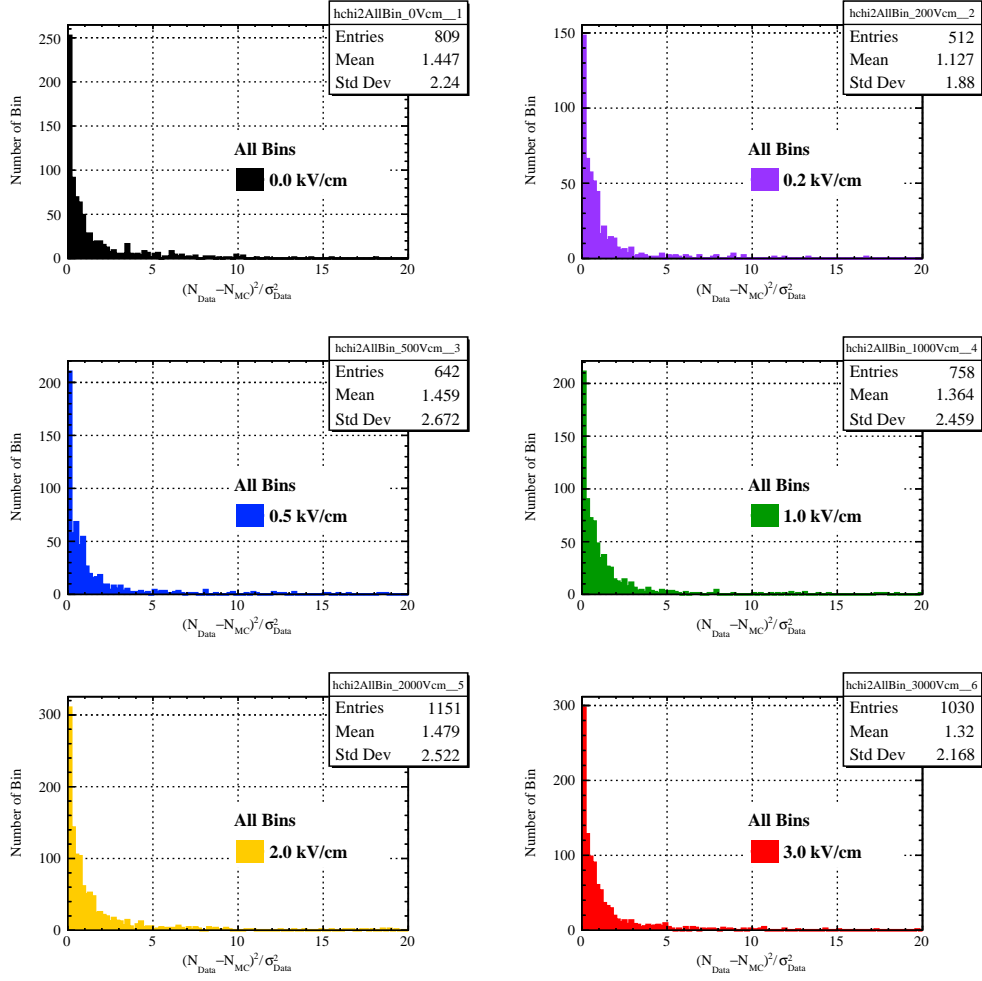 hchi2AllBin_0Vcm__1
Entries 809
Mean 1.447
Std Dev 2.24
Number of Bin
250
200
150
100
50
0
All Bins
0.0 kV/cm
0 5 10 15 20
(N_Data−N_MC)²/σ²_Data
hchi2AllBin_200Vcm__2
Entries 512
Mean 1.127
Std Dev 1.88
Number of Bin
150
100
50
0
All Bins
0.2 kV/cm
0 5 10 15 20
(N_Data−N_MC)²/σ²_Data
hchi2AllBin_500Vcm__3
Entries 642
Mean 1.459
Std Dev 2.672
Number of Bin
200
150
100
50
0
All Bins
0.5 kV/cm
0 5 10 15 20
(N_Data−N_MC)²/σ²_Data
hchi2AllBin_1000Vcm__4
Entries 758
Mean 1.364
Std Dev 2.459
Number of Bin
200
150
100
50
0
All Bins
1.0 kV/cm
0 5 10 15 20
(N_Data−N_MC)²/σ²_Data
hchi2AllBin_2000Vcm__5
Entries 1151
Mean 1.479
Std Dev 2.522
Number of Bin
300
200
100
0
All Bins
2.0 kV/cm
0 5 10 15 20
(N_Data−N_MC)²/σ²_Data
hchi2AllBin_3000Vcm__6
Entries 1030
Mean 1.32
Std Dev 2.168
Number of Bin
300
200
100
0
All Bins
3.0 kV/cm
0 5 10 15 20
(N_Data−N_MC)²/σ²_Data